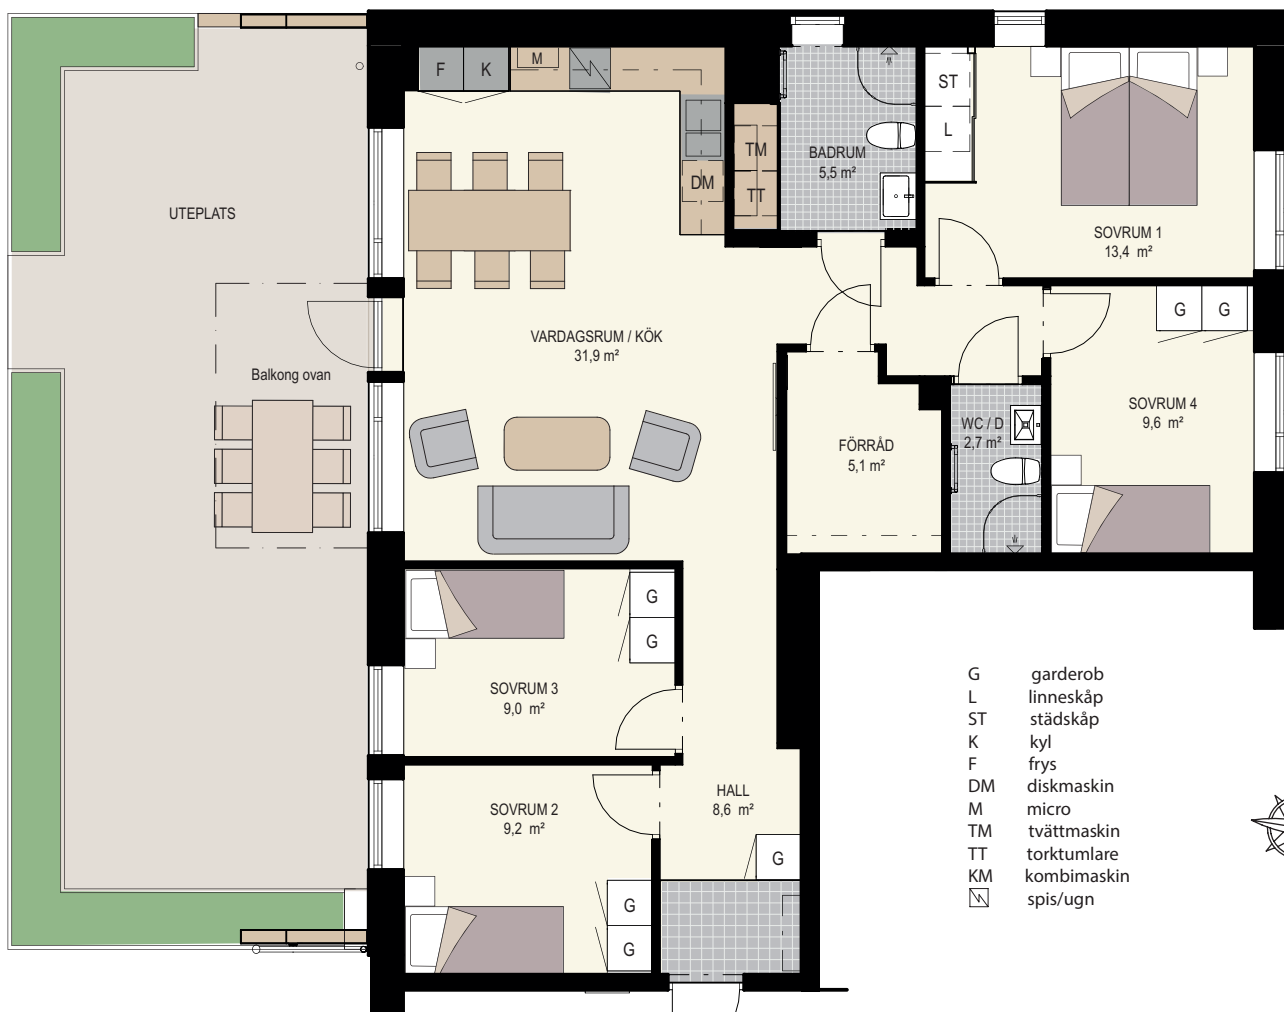 F
K
M
DM
TM
TT
BADRUM
5,5 m²
ST
L
SOVRUM 1
13,4 m²
UTEPLATS
Balkong ovan
VARDAGSRUM / KÖK
31,9 m²
G
G
SOVRUM 4
9,6 m²
WC / D
2,7 m²
FÖRRÅD
5,1 m²
G
G
SOVRUM 3
9,0 m²
SOVRUM 2
9,2 m²
G
G
HALL
8,6 m²
G
G garderob
L linneskåp
ST städskåp
K kyl
F frys
DM diskmaskin
M micro
TM tvättmaskin
TT torktumlare
KM kombimaskin
spis/ugn